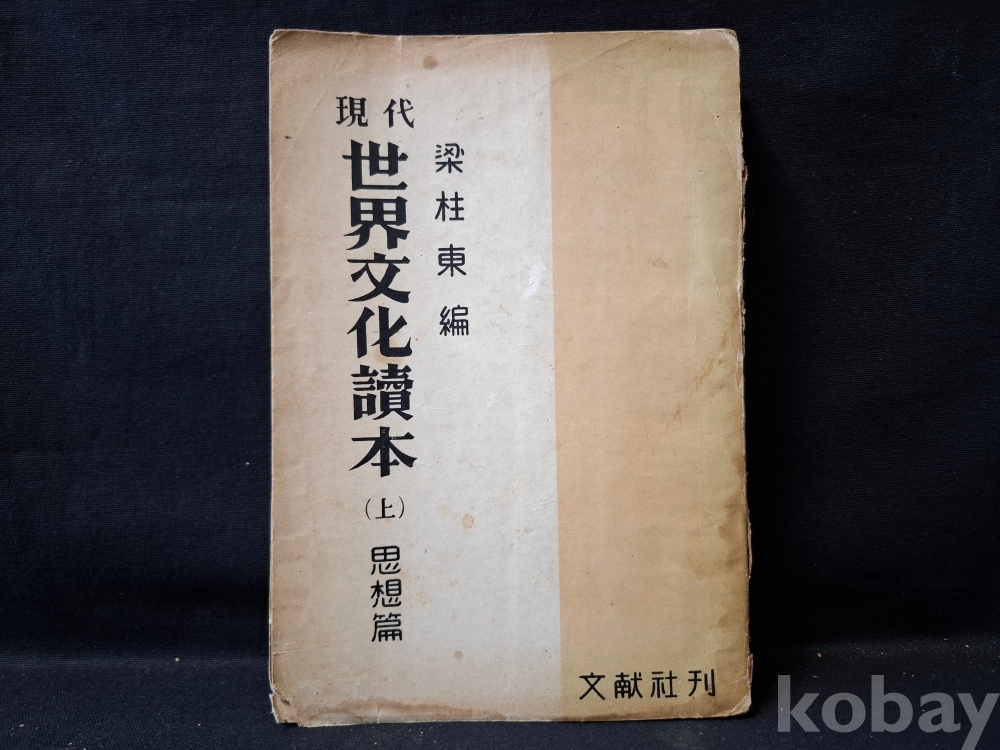 現代
世界文化讀本
(上)
思想篇
梁柱東 編
文献社刊
kobay